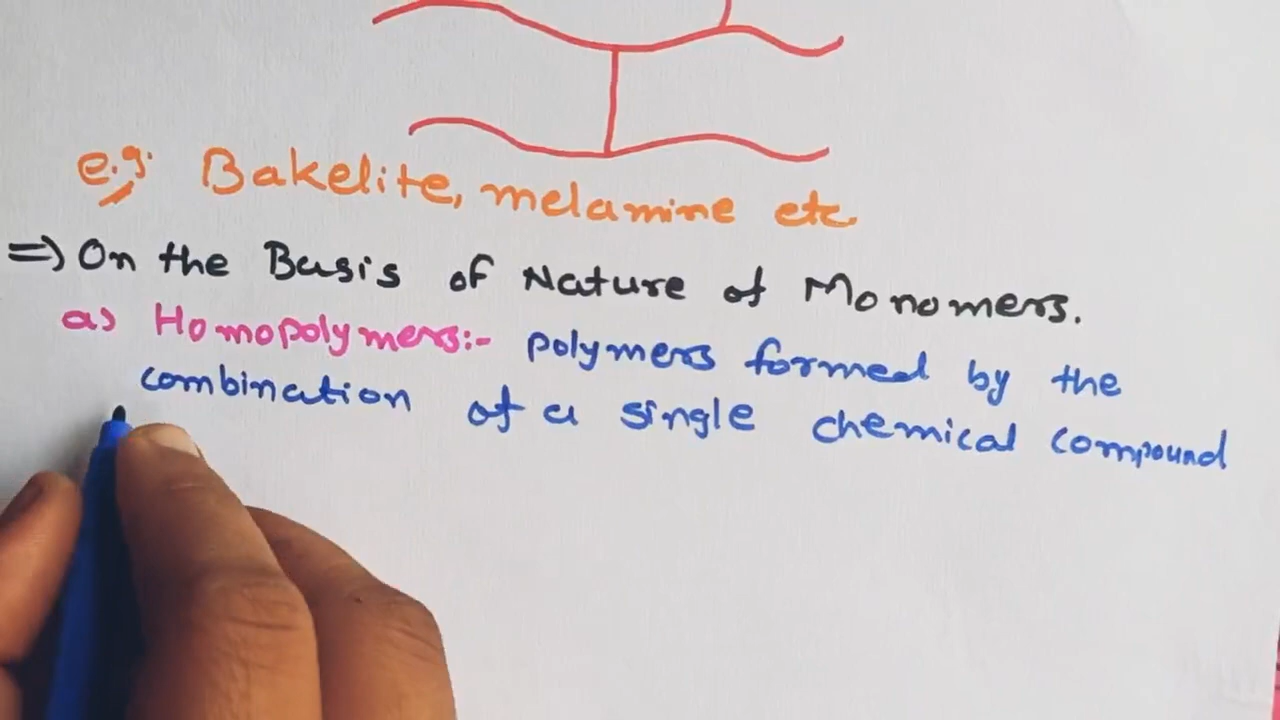 e.g: Bakelite, melamine etc.
=> On the Basis of Nature of Monomers.
a) Homopolymers:- polymers formed by the
combination of a single chemical compound